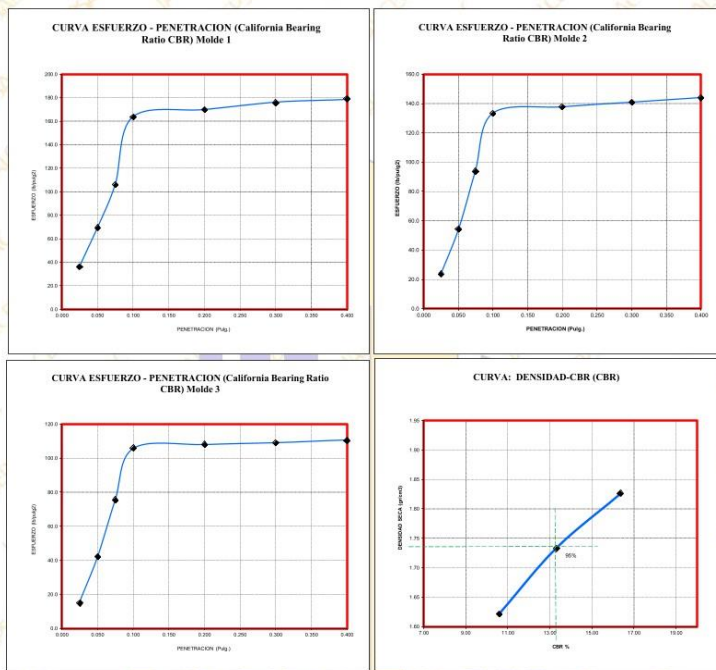 CURVA ESFUERZO - PENETRACION (California Bearing
Ratio CBR) Molde 1
200.0
180.0
160.0
140.0
120.0
100.0
80.0
60.0
40.0
20.0
0.0
ESFUERZO (lb/pulg2)
0.000 0.050 0.100 0.150 0.200 0.250 0.300 0.350 0.400
PENETRACION (Pulg.)
CURVA ESFUERZO - PENETRACION (California Bearing
Ratio CBR) Molde 2
160.0
140.0
120.0
100.0
80.0
60.0
40.0
20.0
0.0
ESFUERZO (lb/pulg2)
0.000 0.050 0.100 0.150 0.200 0.250 0.300 0.350 0.400
PENETRACION (Pulg.)
CURVA ESFUERZO - PENETRACION (California Bearing Ratio
CBR) Molde 3
120.0
100.0
80.0
60.0
40.0
20.0
0.0
ESFUERZO (lb/pulg2)
0.000 0.050 0.100 0.150 0.200 0.250 0.300 0.350 0.400
PENETRACION (Pulg.)
CURVA: DENSIDAD-CBR (CBR)
1.95
1.90
1.85
1.80
1.75
1.70
1.65
1.60
DENSIDAD SECA (gr/cm3)
95%
7.00 9.00 11.00 13.00 15.00 17.00 19.00
CBR %